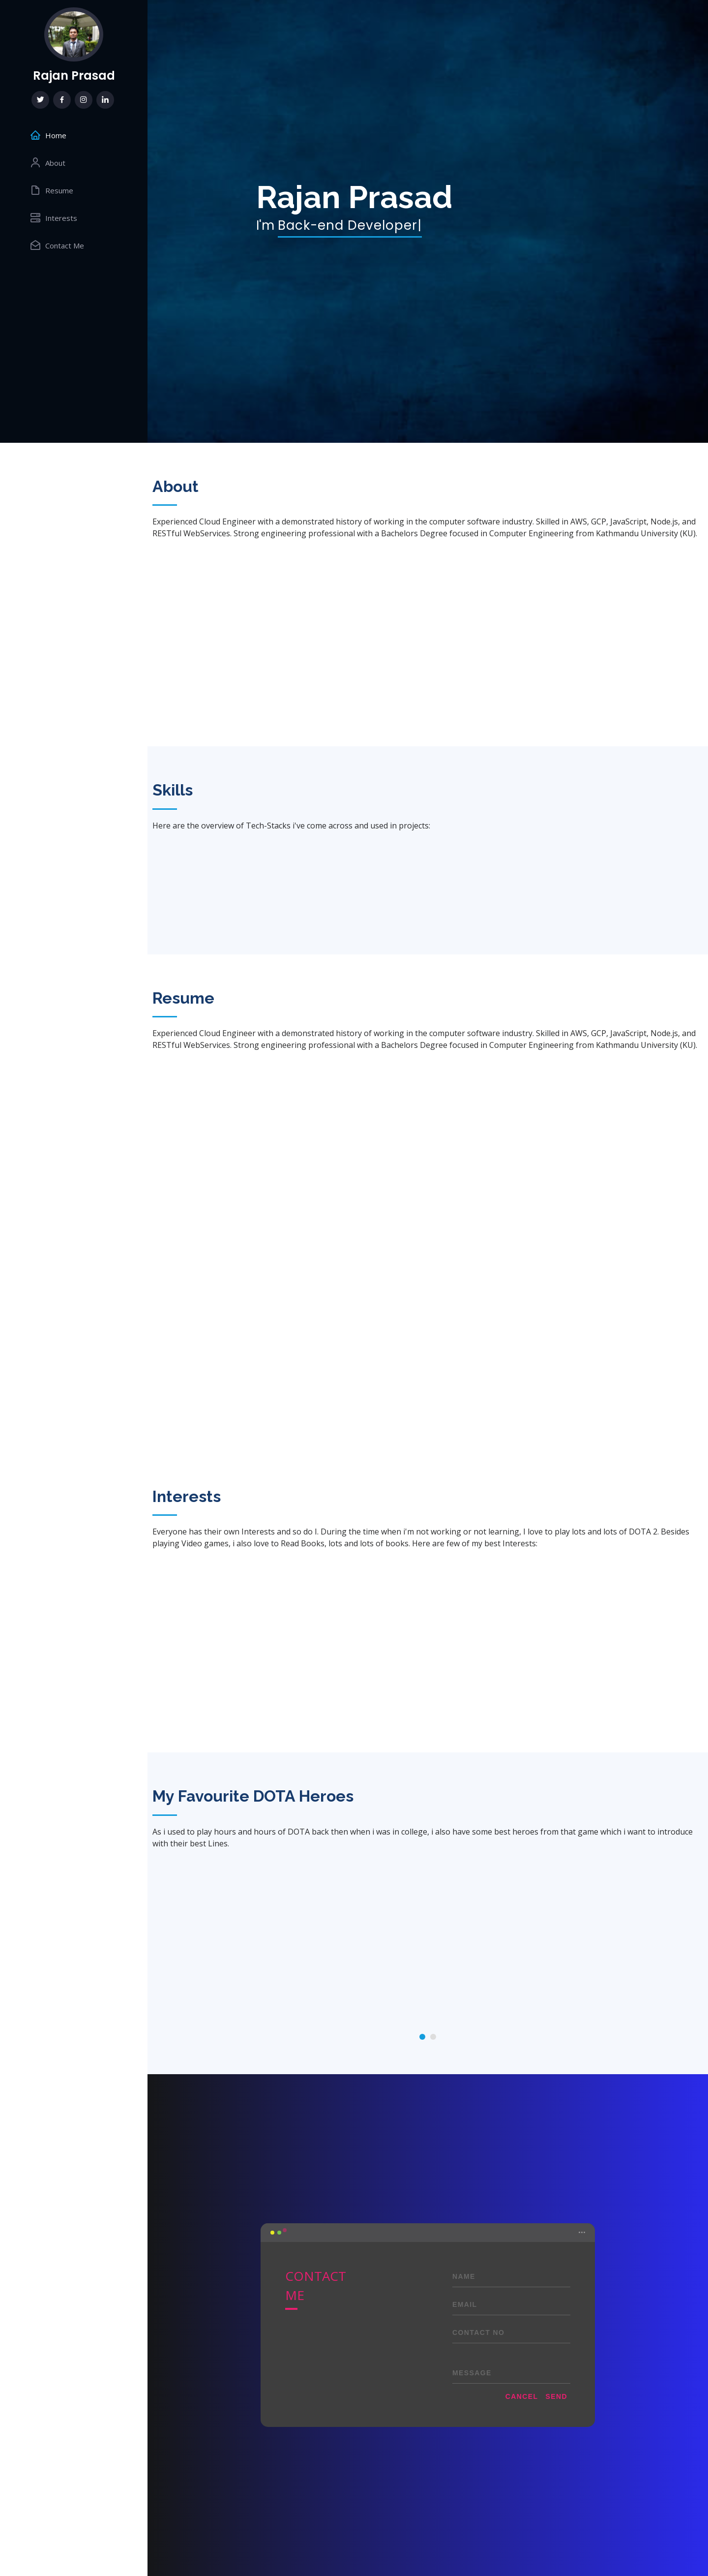 Rajan Prasad
Home
About
Resume
Interests
Contact Me
Rajan Prasad
I'm Back-end Developer|
About
Experienced Cloud Engineer with a demonstrated history of working in the computer software industry. Skilled in AWS, GCP, JavaScript, Node.js, and
RESTful WebServices. Strong engineering professional with a Bachelors Degree focused in Computer Engineering from Kathmandu University (KU).
Skills
Here are the overview of Tech-Stacks i've come across and used in projects:
Resume
Experienced Cloud Engineer with a demonstrated history of working in the computer software industry. Skilled in AWS, GCP, JavaScript, Node.js, and
RESTful WebServices. Strong engineering professional with a Bachelors Degree focused in Computer Engineering from Kathmandu University (KU).
Interests
Everyone has their own Interests and so do I. During the time when i'm not working or not learning, I love to play lots and lots of DOTA 2. Besides
playing Video games, i also love to Read Books, lots and lots of books. Here are few of my best Interests:
My Favourite DOTA Heroes
As i used to play hours and hours of DOTA back then when i was in college, i also have some best heroes from that game which i want to introduce
with their best Lines.
CONTACT
ME
NAME
EMAIL
CONTACT NO
MESSAGE
CANCEL SEND